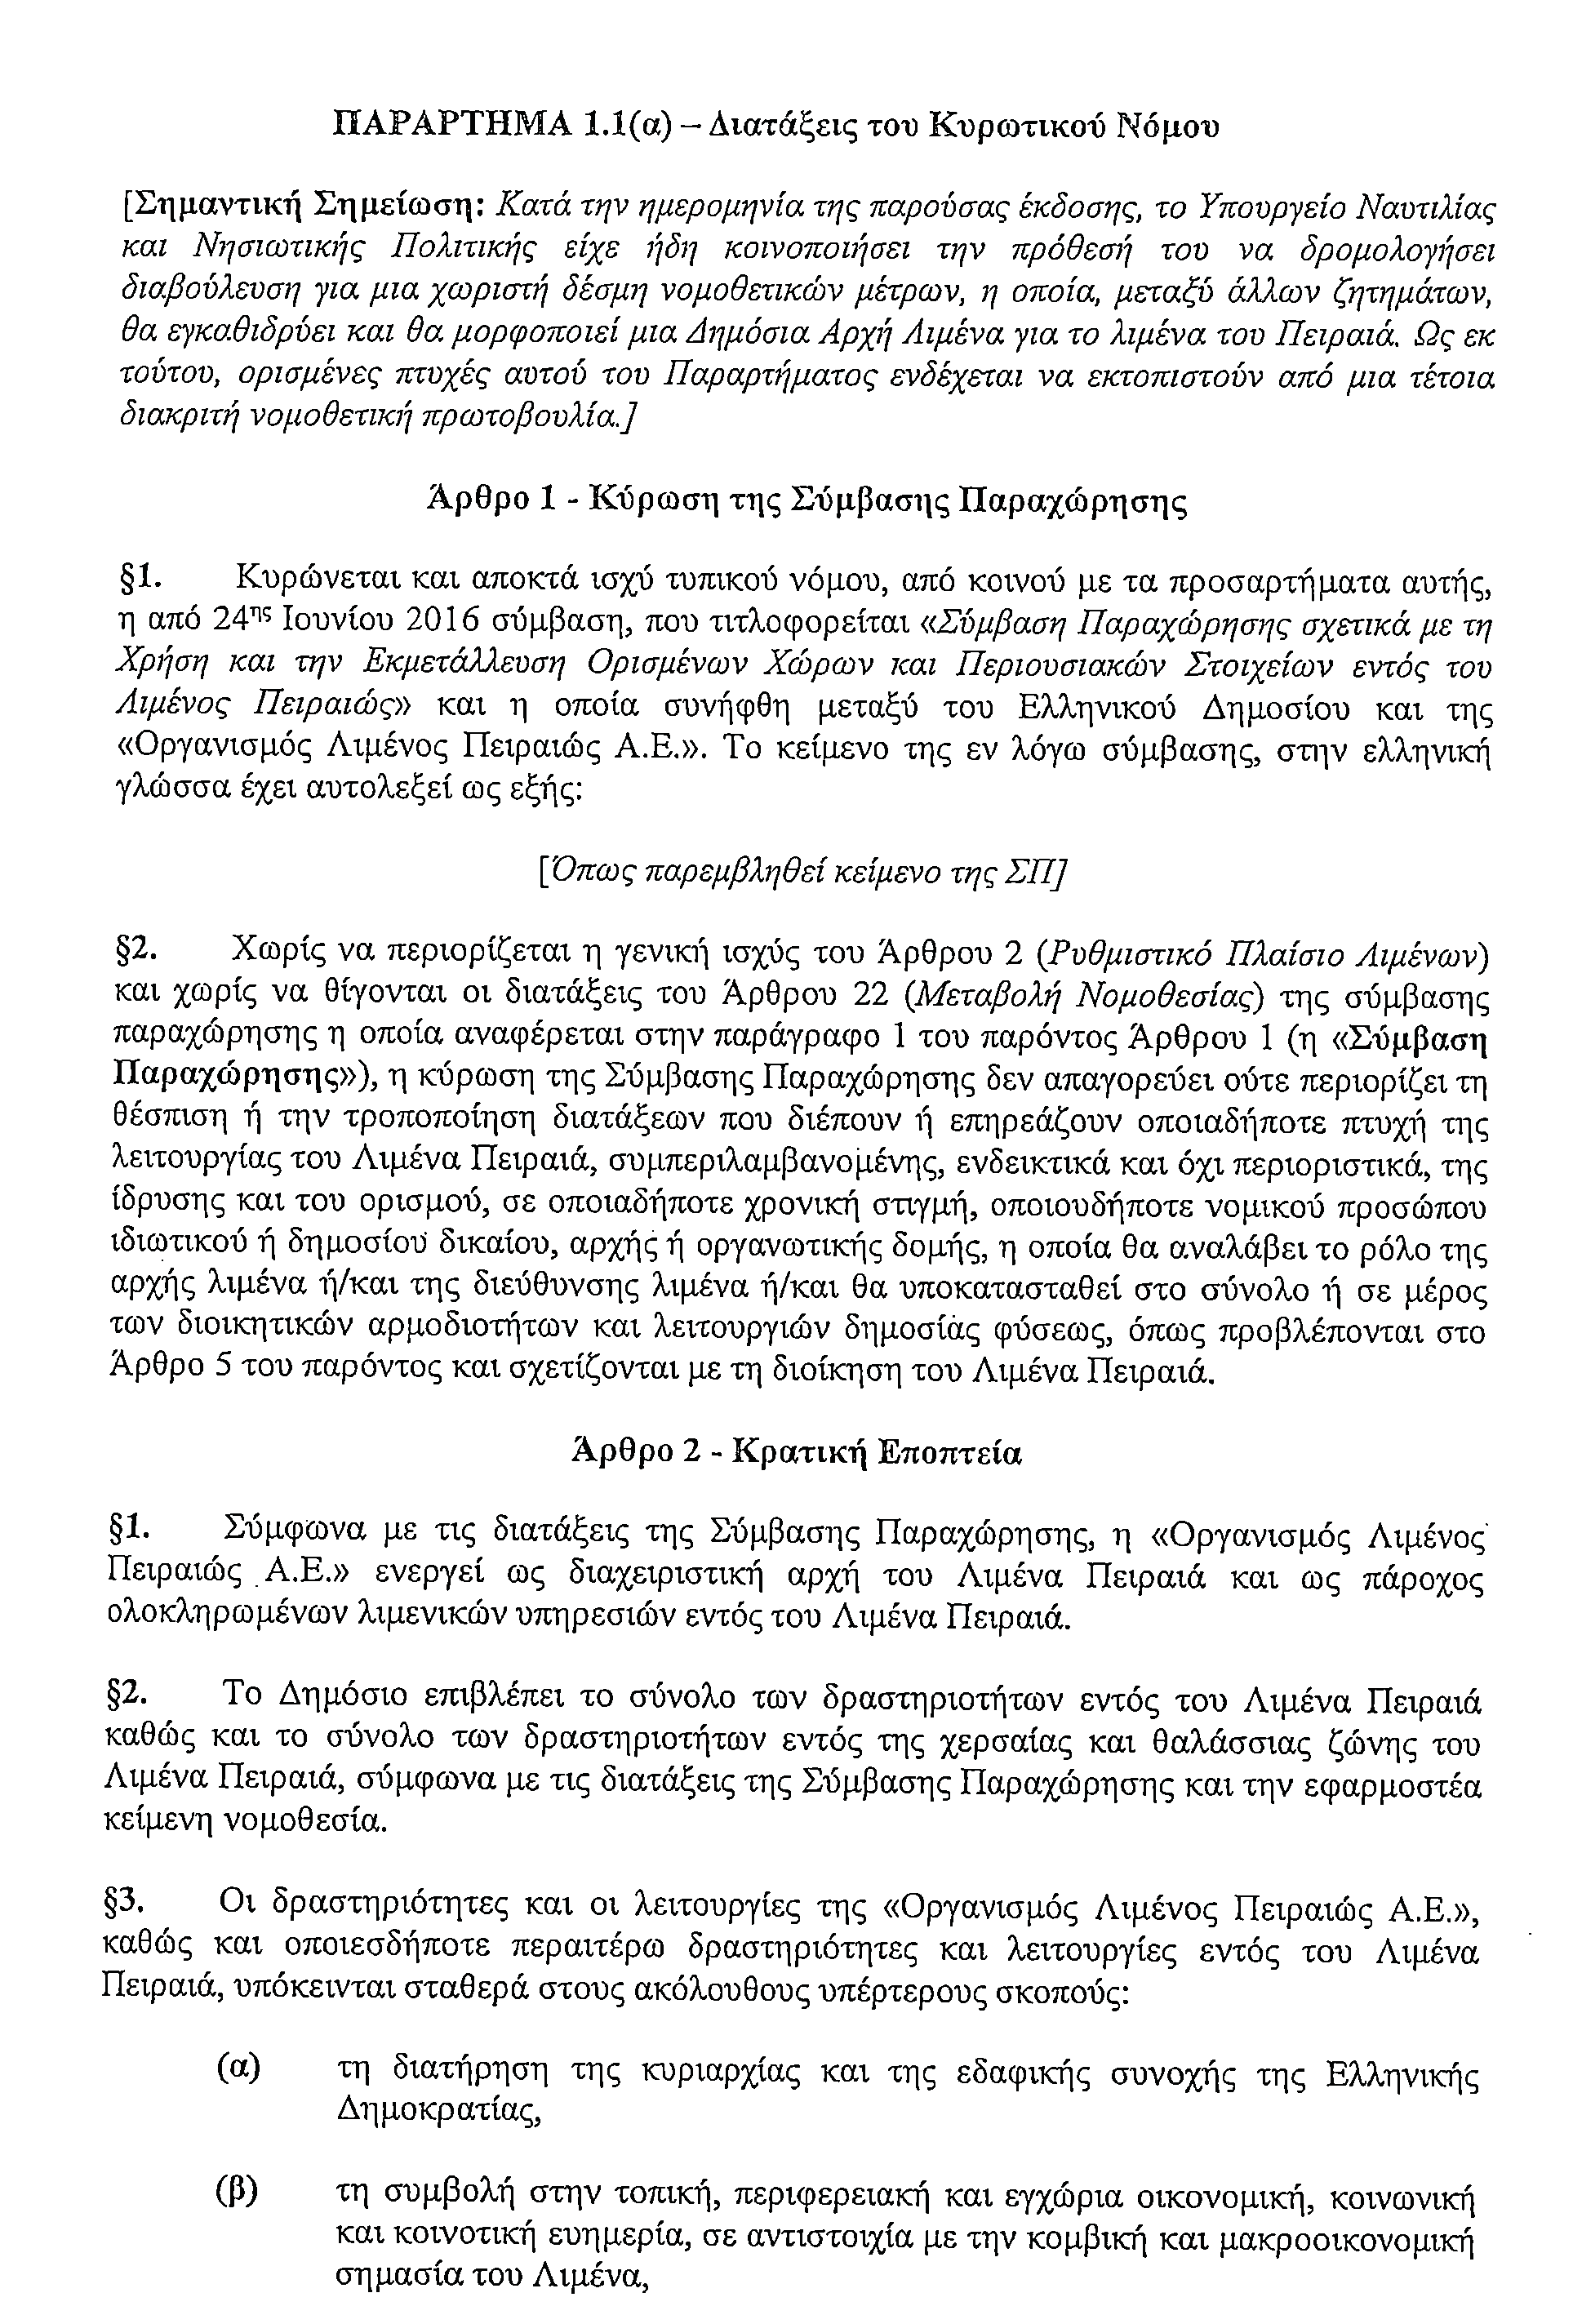 ΠΑΡΑΡΤΗΜΑ 1.1(α) – Διατάξεις του Κυρωτικού Νόμου
[Σημαντική Σημείωση: Κατά την ημερομηνία της παρούσας έκδοσης, το Υπουργείο Ναυτιλίας
και Νησιωτικής Πολιτικής είχε ήδη κοινοποιήσει την πρόθεσή του να δρομολογήσει
διαβούλευση για μια χωριστή δέσμη νομοθετικών μέτρων, η οποία, μεταξύ άλλων ζητημάτων,
θα εγκαθιδρύει και θα μορφοποιεί μια Δημόσια Αρχή Λιμένα για το λιμένα του Πειραιά. Ως εκ
τούτου, ορισμένες πτυχές αυτού του Παραρτήματος ενδέχεται να εκτοπιστούν από μια τέτοια
διακριτή νομοθετική πρωτοβουλία.]
Άρθρο 1 - Κύρωση της Σύμβασης Παραχώρησης
§1. Κυρώνεται και αποκτά ισχύ τυπικού νόμου, από κοινού με τα προσαρτήματα αυτής,
η από 24ης Ιουνίου 2016 σύμβαση, που τιτλοφορείται «Σύμβαση Παραχώρησης σχετικά με τη
Χρήση και την Εκμετάλλευση Ορισμένων Χώρων και Περιουσιακών Στοιχείων εντός του
Λιμένος Πειραιώς» και η οποία συνήφθη μεταξύ του Ελληνικού Δημοσίου και της
«Οργανισμός Λιμένος Πειραιώς Α.Ε.». Το κείμενο της εν λόγω σύμβασης, στην ελληνική
γλώσσα έχει αυτολεξεί ως εξής:
[Όπως παρεμβληθεί κείμενο της ΣΠ]
§2. Χωρίς να περιορίζεται η γενική ισχύς του Άρθρου 2 (Ρυθμιστικό Πλαίσιο Λιμένων)
και χωρίς να θίγονται οι διατάξεις του Άρθρου 22 (Μεταβολή Νομοθεσίας) της σύμβασης
παραχώρησης η οποία αναφέρεται στην παράγραφο 1 του παρόντος Άρθρου 1 (η «Σύμβαση
Παραχώρησης»), η κύρωση της Σύμβασης Παραχώρησης δεν απαγορεύει ούτε περιορίζει τη
θέσπιση ή την τροποποίηση διατάξεων που διέπουν ή επηρεάζουν οποιαδήποτε πτυχή της
λειτουργίας του Λιμένα Πειραιά, συμπεριλαμβανομένης, ενδεικτικά και όχι περιοριστικά, της
ίδρυσης και του ορισμού, σε οποιαδήποτε χρονική στιγμή, οποιουδήποτε νομικού προσώπου
ιδιωτικού ή δημοσίου δικαίου, αρχής ή οργανωτικής δομής, η οποία θα αναλάβει το ρόλο της
αρχής λιμένα ή/και της διεύθυνσης λιμένα ή/και θα υποκατασταθεί στο σύνολο ή σε μέρος
των διοικητικών αρμοδιοτήτων και λειτουργιών δημοσίας φύσεως, όπως προβλέπονται στο
Άρθρο 5 του παρόντος και σχετίζονται με τη διοίκηση του Λιμένα Πειραιά.
Άρθρο 2 - Κρατική Εποπτεία
§1. Σύμφωνα με τις διατάξεις της Σύμβασης Παραχώρησης, η «Οργανισμός Λιμένος
Πειραιώς Α.Ε.» ενεργεί ως διαχειριστική αρχή του Λιμένα Πειραιά και ως πάροχος
ολοκληρωμένων λιμενικών υπηρεσιών εντός του Λιμένα Πειραιά.
§2. Το Δημόσιο επιβλέπει το σύνολο των δραστηριοτήτων εντός του Λιμένα Πειραιά
καθώς και το σύνολο των δραστηριοτήτων εντός της χερσαίας και θαλάσσιας ζώνης του
Λιμένα Πειραιά, σύμφωνα με τις διατάξεις της Σύμβασης Παραχώρησης και την εφαρμοστέα
κείμενη νομοθεσία.
§3. Οι δραστηριότητες και οι λειτουργίες της «Οργανισμός Λιμένος Πειραιώς Α.Ε.»,
καθώς και οποιεσδήποτε περαιτέρω δραστηριότητες και λειτουργίες εντός του Λιμένα
Πειραιά, υπόκεινται σταθερά στους ακόλουθους υπέρτερους σκοπούς:
(α) τη διατήρηση της κυριαρχίας και της εδαφικής συνοχής της Ελληνικής
Δημοκρατίας,
(β) τη συμβολή στην τοπική, περιφερειακή και εγχώρια οικονομική, κοινωνική
και κοινοτική ευημερία, σε αντιστοιχία με την κομβική και μακροοικονομική
σημασία του Λιμένα,